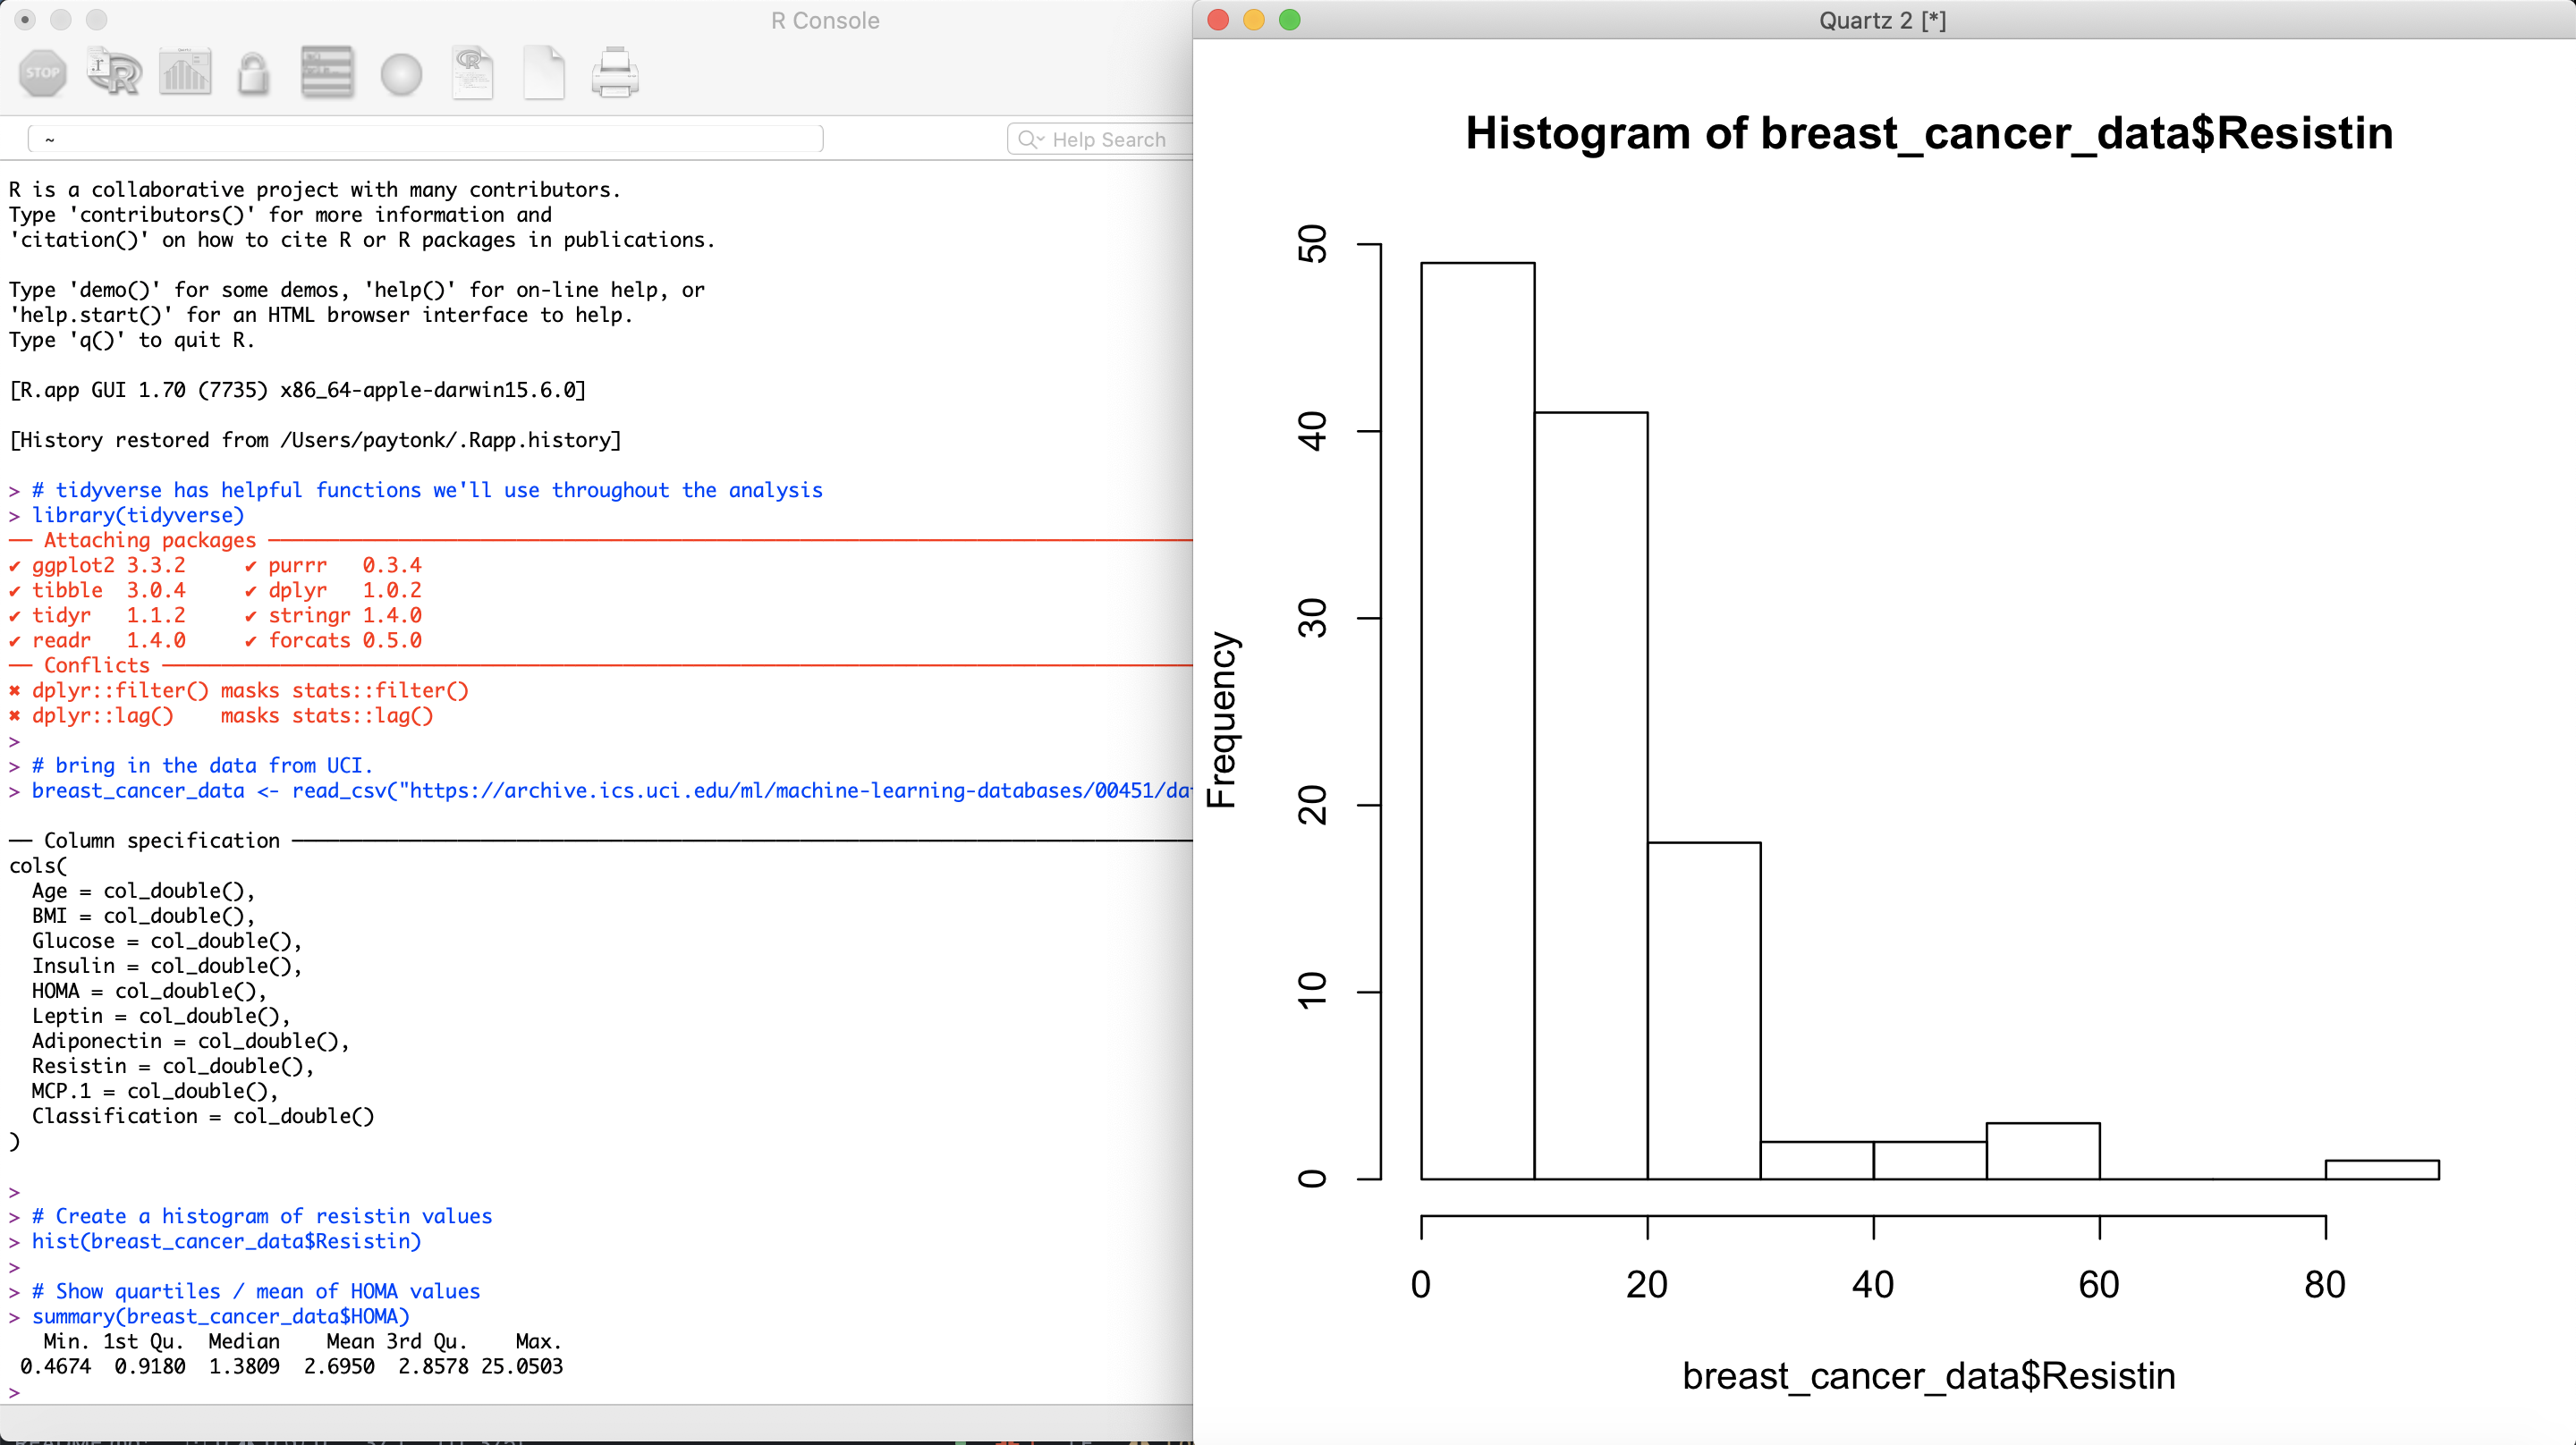 R Console
STOP
~
Help Search
R is a collaborative project with many contributors.
Type 'contributors()' for more information and
'citation()' on how to cite R or R packages in publications.
Type 'demo()' for some demos, 'help()' for on-line help, or
'help.start()' for an HTML browser interface to help.
Type 'q()' to quit R.
[R.app GUI 1.70 (7735) x86_64-apple-darwin15.6.0]
[History restored from /Users/paytonk/.Rapp.history]
> # tidyverse has helpful functions we'll use throughout the analysis
> library(tidyverse)
── Attaching packages ──
✔ ggplot2 3.3.2     ✔ purrr   0.3.4
✔ tibble  3.0.4     ✔ dplyr   1.0.2
✔ tidyr   1.1.2     ✔ stringr 1.4.0
✔ readr   1.4.0     ✔ forcats 0.5.0
── Conflicts ──
✖ dplyr::filter() masks stats::filter()
✖ dplyr::lag()    masks stats::lag()
>
> # bring in the data from UCI.
> breast_cancer_data <- read_csv("https://archive.ics.uci.edu/ml/machine-learning-databases/00451/da
── Column specification ──
cols(
  Age = col_double(),
  BMI = col_double(),
  Glucose = col_double(),
  Insulin = col_double(),
  HOMA = col_double(),
  Leptin = col_double(),
  Adiponectin = col_double(),
  Resistin = col_double(),
  MCP.1 = col_double(),
  Classification = col_double()
)
>
> # Create a histogram of resistin values
> hist(breast_cancer_data$Resistin)
>
> # Show quartiles / mean of HOMA values
> summary(breast_cancer_data$HOMA)
   Min. 1st Qu.  Median    Mean 3rd Qu.    Max.
 0.4674  0.9180  1.3809  2.6950  2.8578 25.0503
>
Quartz 2 [*]
Histogram of breast_cancer_data$Resistin
Frequency
50
40
30
20
10
0
0 20 40 60 80
breast_cancer_data$Resistin